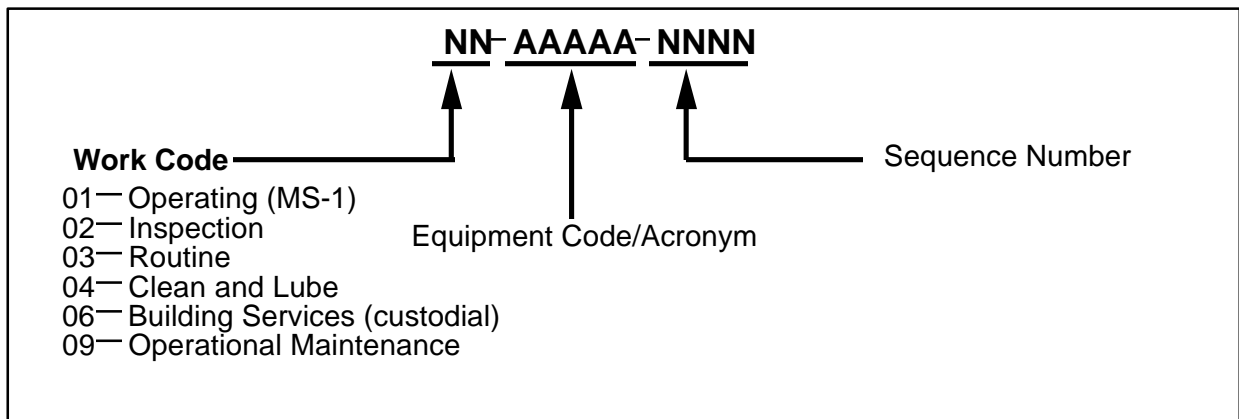 NN- AAAAA- NNNN
Work Code
Sequence Number
01— Operating (MS-1)
02— Inspection
Equipment Code/Acronym
03— Routine
04— Clean and Lube
06— Building Services (custodial)
09— Operational Maintenance